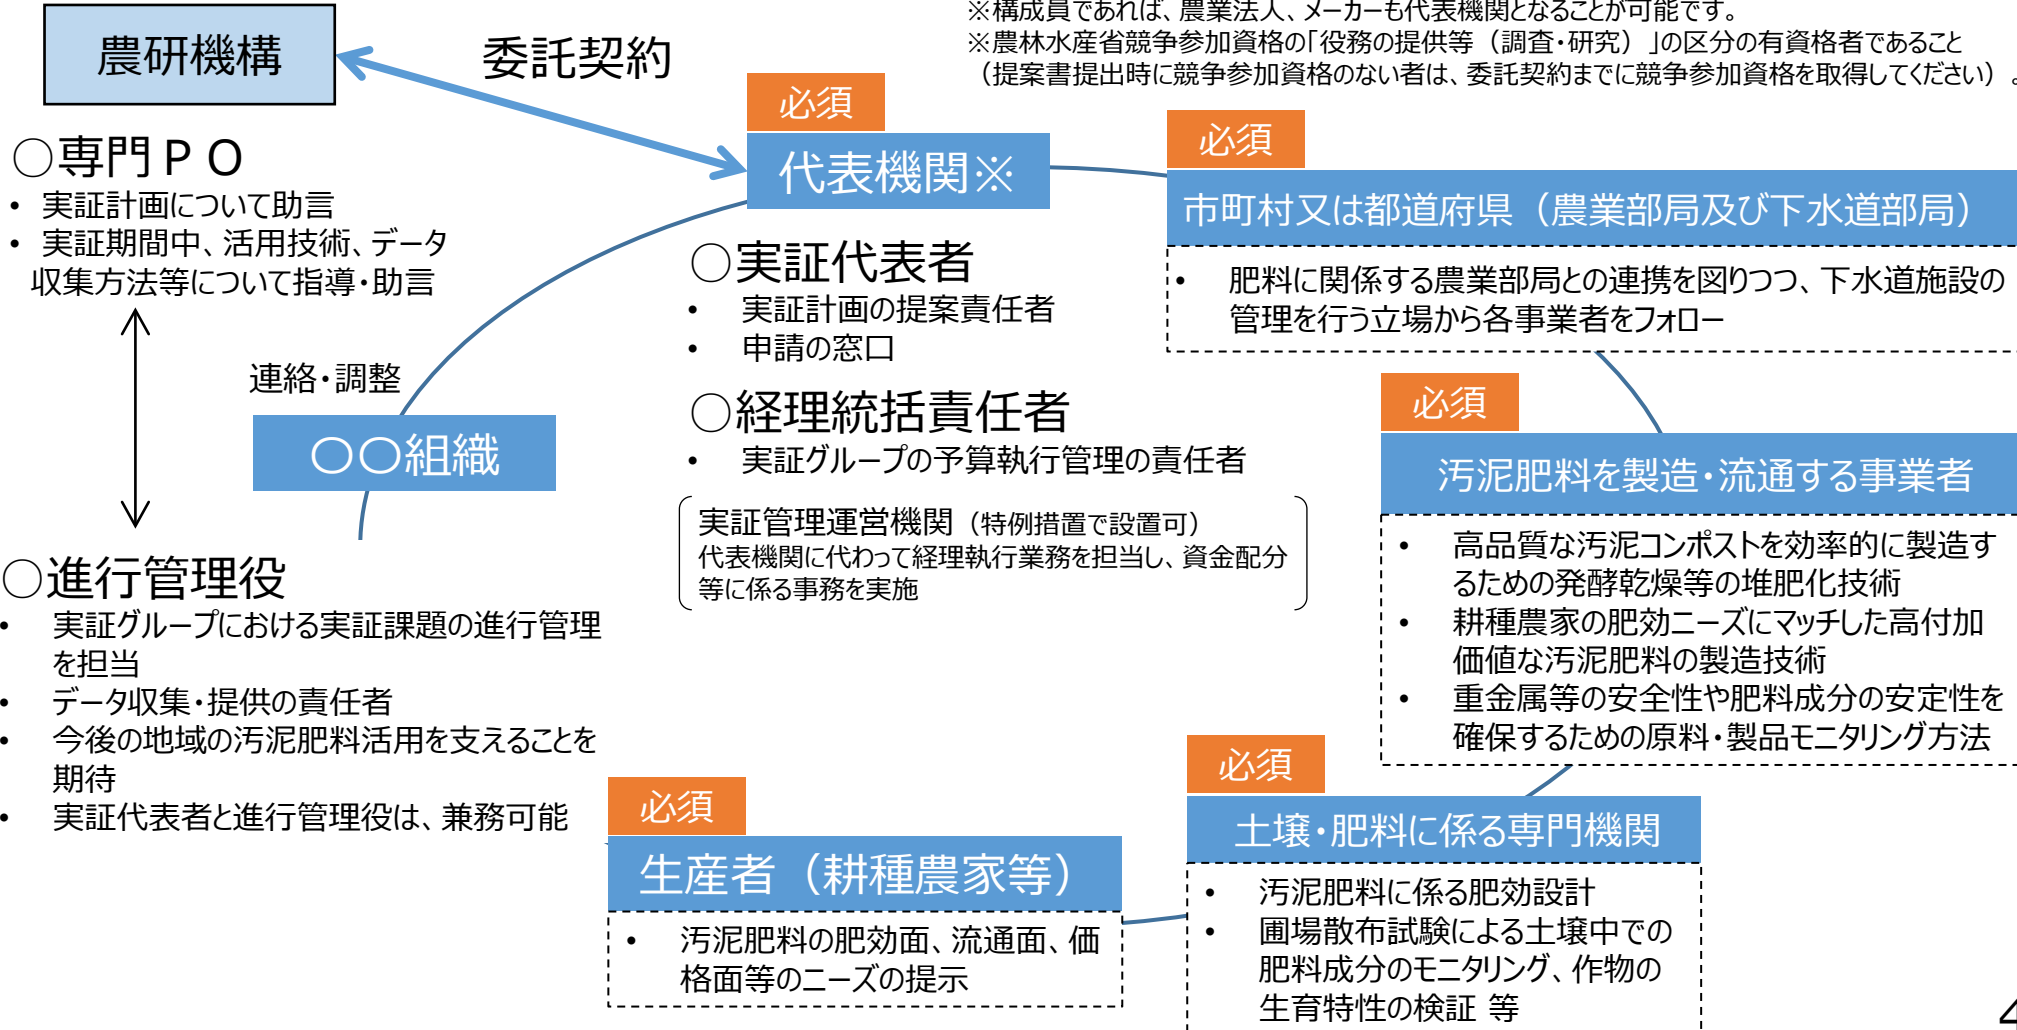 ※構成員であれば、農業法人、メーカーも代表機関となることが可能です。
※農林水産省競争参加資格の「役務の提供等（調査・研究）」の区分の有資格者であること
（提案書提出時に競争参加資格のない者は、委託契約までに競争参加資格を取得してください）。
農研機構
委託契約
必須
代表機関※
○専門ＰＯ
• 実証計画について助言
• 実証期間中、活用技術、データ
収集方法等について指導・助言
連絡・調整
〇〇組織
○進行管理役
• 実証グループにおける実証課題の進行管理
を担当
• データ収集・提供の責任者
• 今後の地域の汚泥肥料活用を支えることを
期待
• 実証代表者と進行管理役は、兼務可能
○実証代表者
• 実証計画の提案責任者
• 申請の窓口
○経理統括責任者
• 実証グループの予算執行管理の責任者
実証管理運営機関（特例措置で設置可）
代表機関に代わって経理執行業務を担当し、資金配分
等に係る事務を実施
必須
市町村又は都道府県（農業部局及び下水道部局）
• 肥料に関係する農業部局との連携を図りつつ、下水道施設の
管理を行う立場から各事業者をフォロー
必須
汚泥肥料を製造・流通する事業者
• 高品質な汚泥コンポストを効率的に製造す
るための発酵乾燥等の堆肥化技術
• 耕種農家の肥効ニーズにマッチした高付加
価値な汚泥肥料の製造技術
• 重金属等の安全性や肥料成分の安定性を
確保するための原料・製品モニタリング方法
必須
土壌・肥料に係る専門機関
• 汚泥肥料に係る肥効設計
• 圃場散布試験による土壌中での
肥料成分のモニタリング、作物の
生育特性の検証 等
必須
生産者（耕種農家等）
• 汚泥肥料の肥効面、流通面、価
格面等のニーズの提示
4